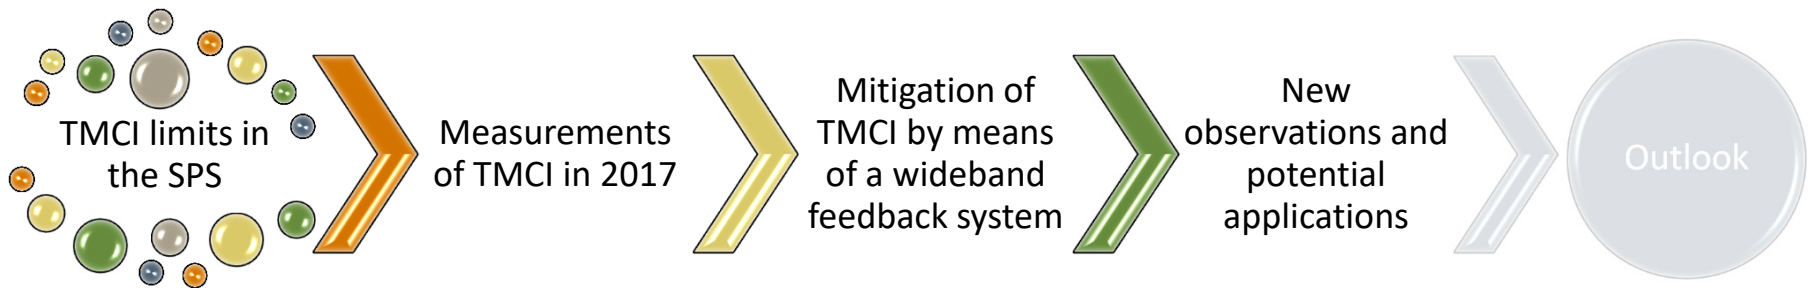 TMCI limits in
the SPS
Measurements
of TMCI in 2017
Mitigation of
TMCI by means
of a wideband
feedback system
New
observations and
potential
applications
Outlook